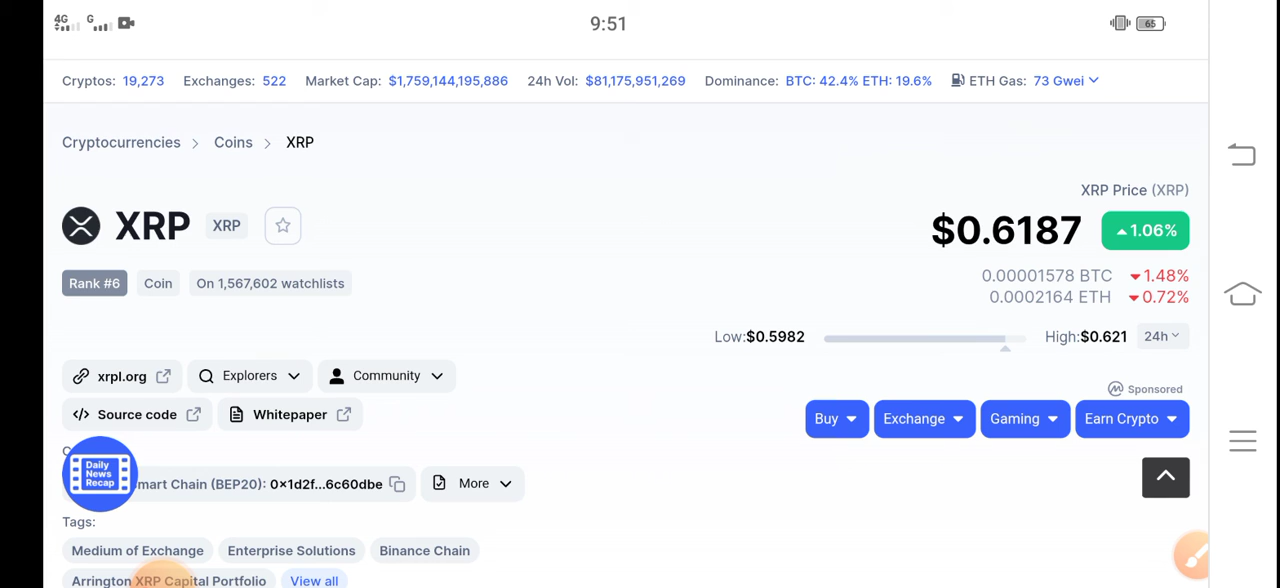 4G G 9:51 65
Cryptos: 19,273 Exchanges: 522 Market Cap: $1,759,144,195,886 24h Vol: $81,175,951,269 Dominance: BTC: 42.4% ETH: 19.6% ETH Gas: 73 Gwei
Cryptocurrencies > Coins > XRP
XRP Price (XRP)
XRP XRP $0.6187 1.06%
Rank #6 Coin On 1,567,602 watchlists 0.00001578 BTC 1.48%
0.0002164 ETH 0.72%
Low:$0.5982 High:$0.621 24h
xrpl.org Explorers Community
Sponsored
Source code Whitepaper Buy Exchange Gaming Earn Crypto
Daily
News
Recap
mart Chain (BEP20): 0x1d2f...6c60dbe More
Tags:
Medium of Exchange Enterprise Solutions Binance Chain
Arrington XRP Capital Portfolio View all